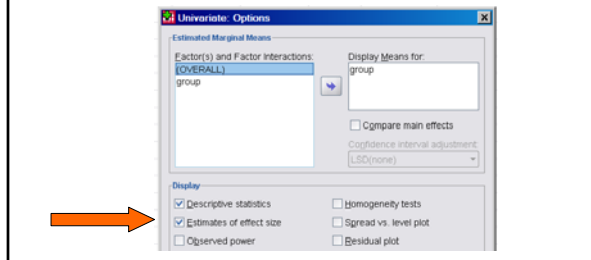 Univariate: Options
Estimated Marginal Means
Factor(s) and Factor Interactions:
(OVERALL)
group
Display Means for:
group
Compare main effects
Confidence interval adjustment:
LSD(none)
Display
Descriptive statistics
Homogeneity tests
Estimates of effect size
Spread vs. level plot
Observed power
Residual plot